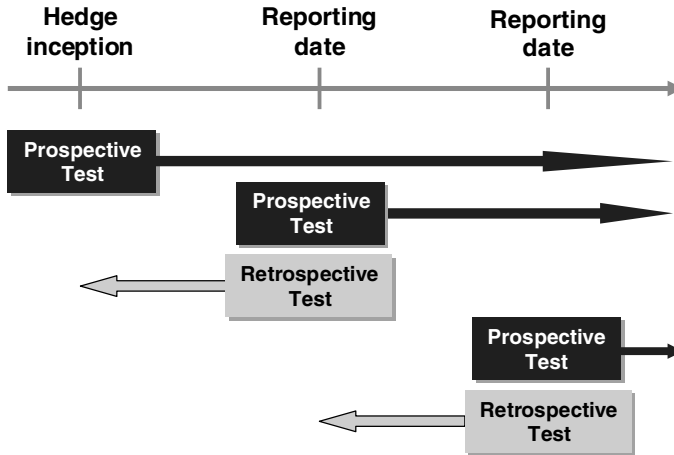 Hedge
inception
Reporting
date
Reporting
date
Prospective
Test
Prospective
Test
Retrospective
Test
Prospective
Test
Retrospective
Test